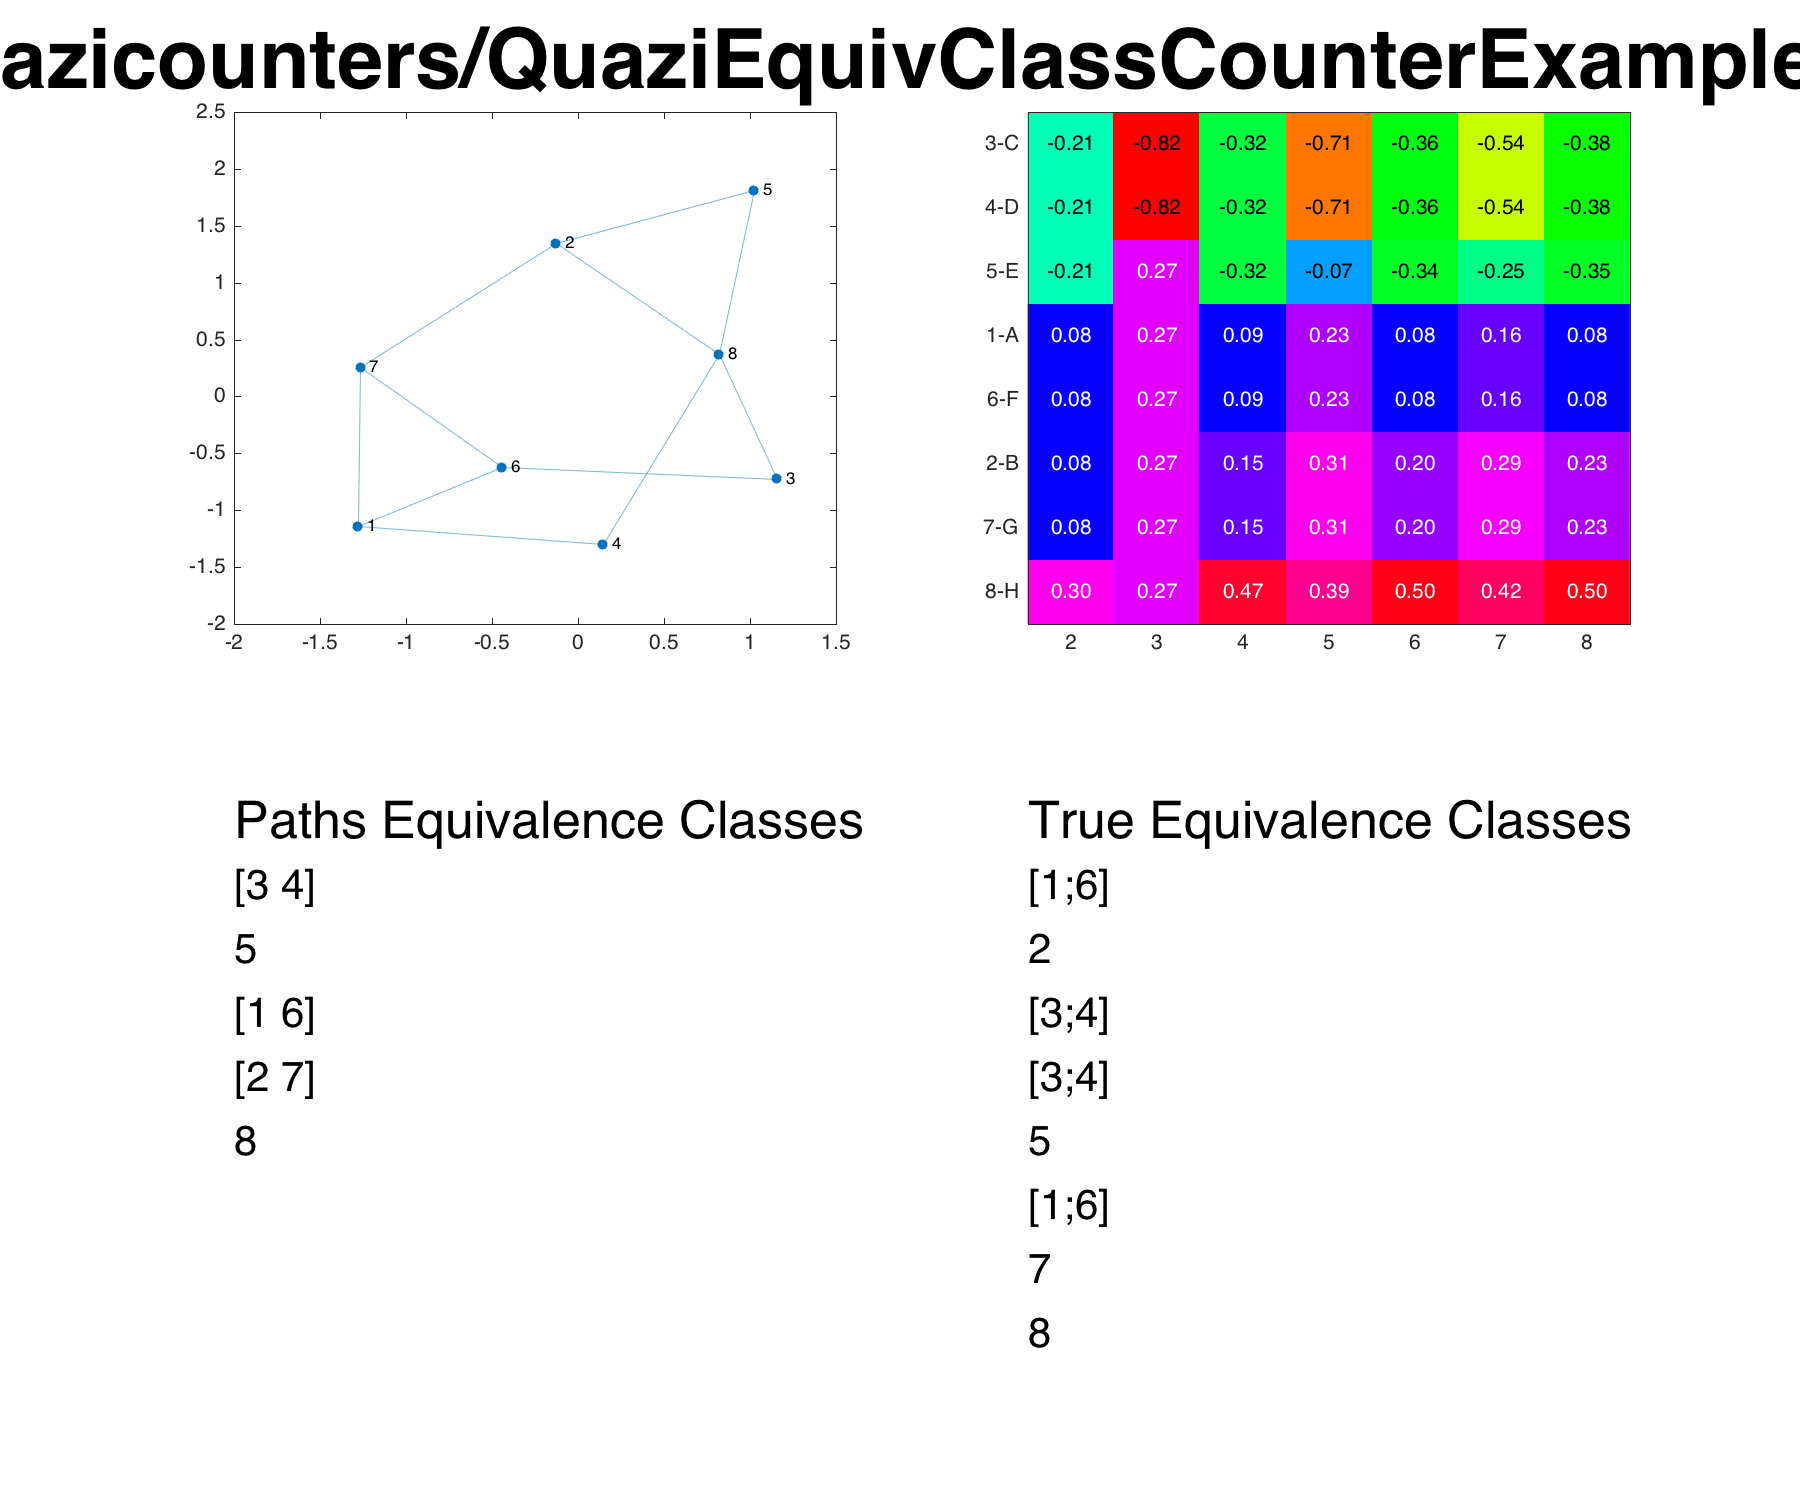 azicounters/QuaziEquivClassCounterExample
2.5
2
1.5
1
0.5
0
-0.5
-1
-1.5
-2
-2 -1.5 -1 -0.5 0 0.5 1 1.5
5
2
8
7
6
3
1
4
3-C -0.21 -0.82 -0.32 -0.71 -0.36 -0.54 -0.38
4-D -0.21 -0.82 -0.32 -0.71 -0.36 -0.54 -0.38
5-E -0.21 0.27 -0.32 -0.07 -0.34 -0.25 -0.35
1-A 0.08 0.27 0.09 0.23 0.08 0.16 0.08
6-F 0.08 0.27 0.09 0.23 0.08 0.16 0.08
2-B 0.08 0.27 0.15 0.31 0.20 0.29 0.23
7-G 0.08 0.27 0.15 0.31 0.20 0.29 0.23
8-H 0.30 0.27 0.47 0.39 0.50 0.42 0.50
2 3 4 5 6 7 8
Paths Equivalence Classes
[3 4]
5
[1 6]
[2 7]
8
True Equivalence Classes
[1;6]
2
[3;4]
[3;4]
5
[1;6]
7
8